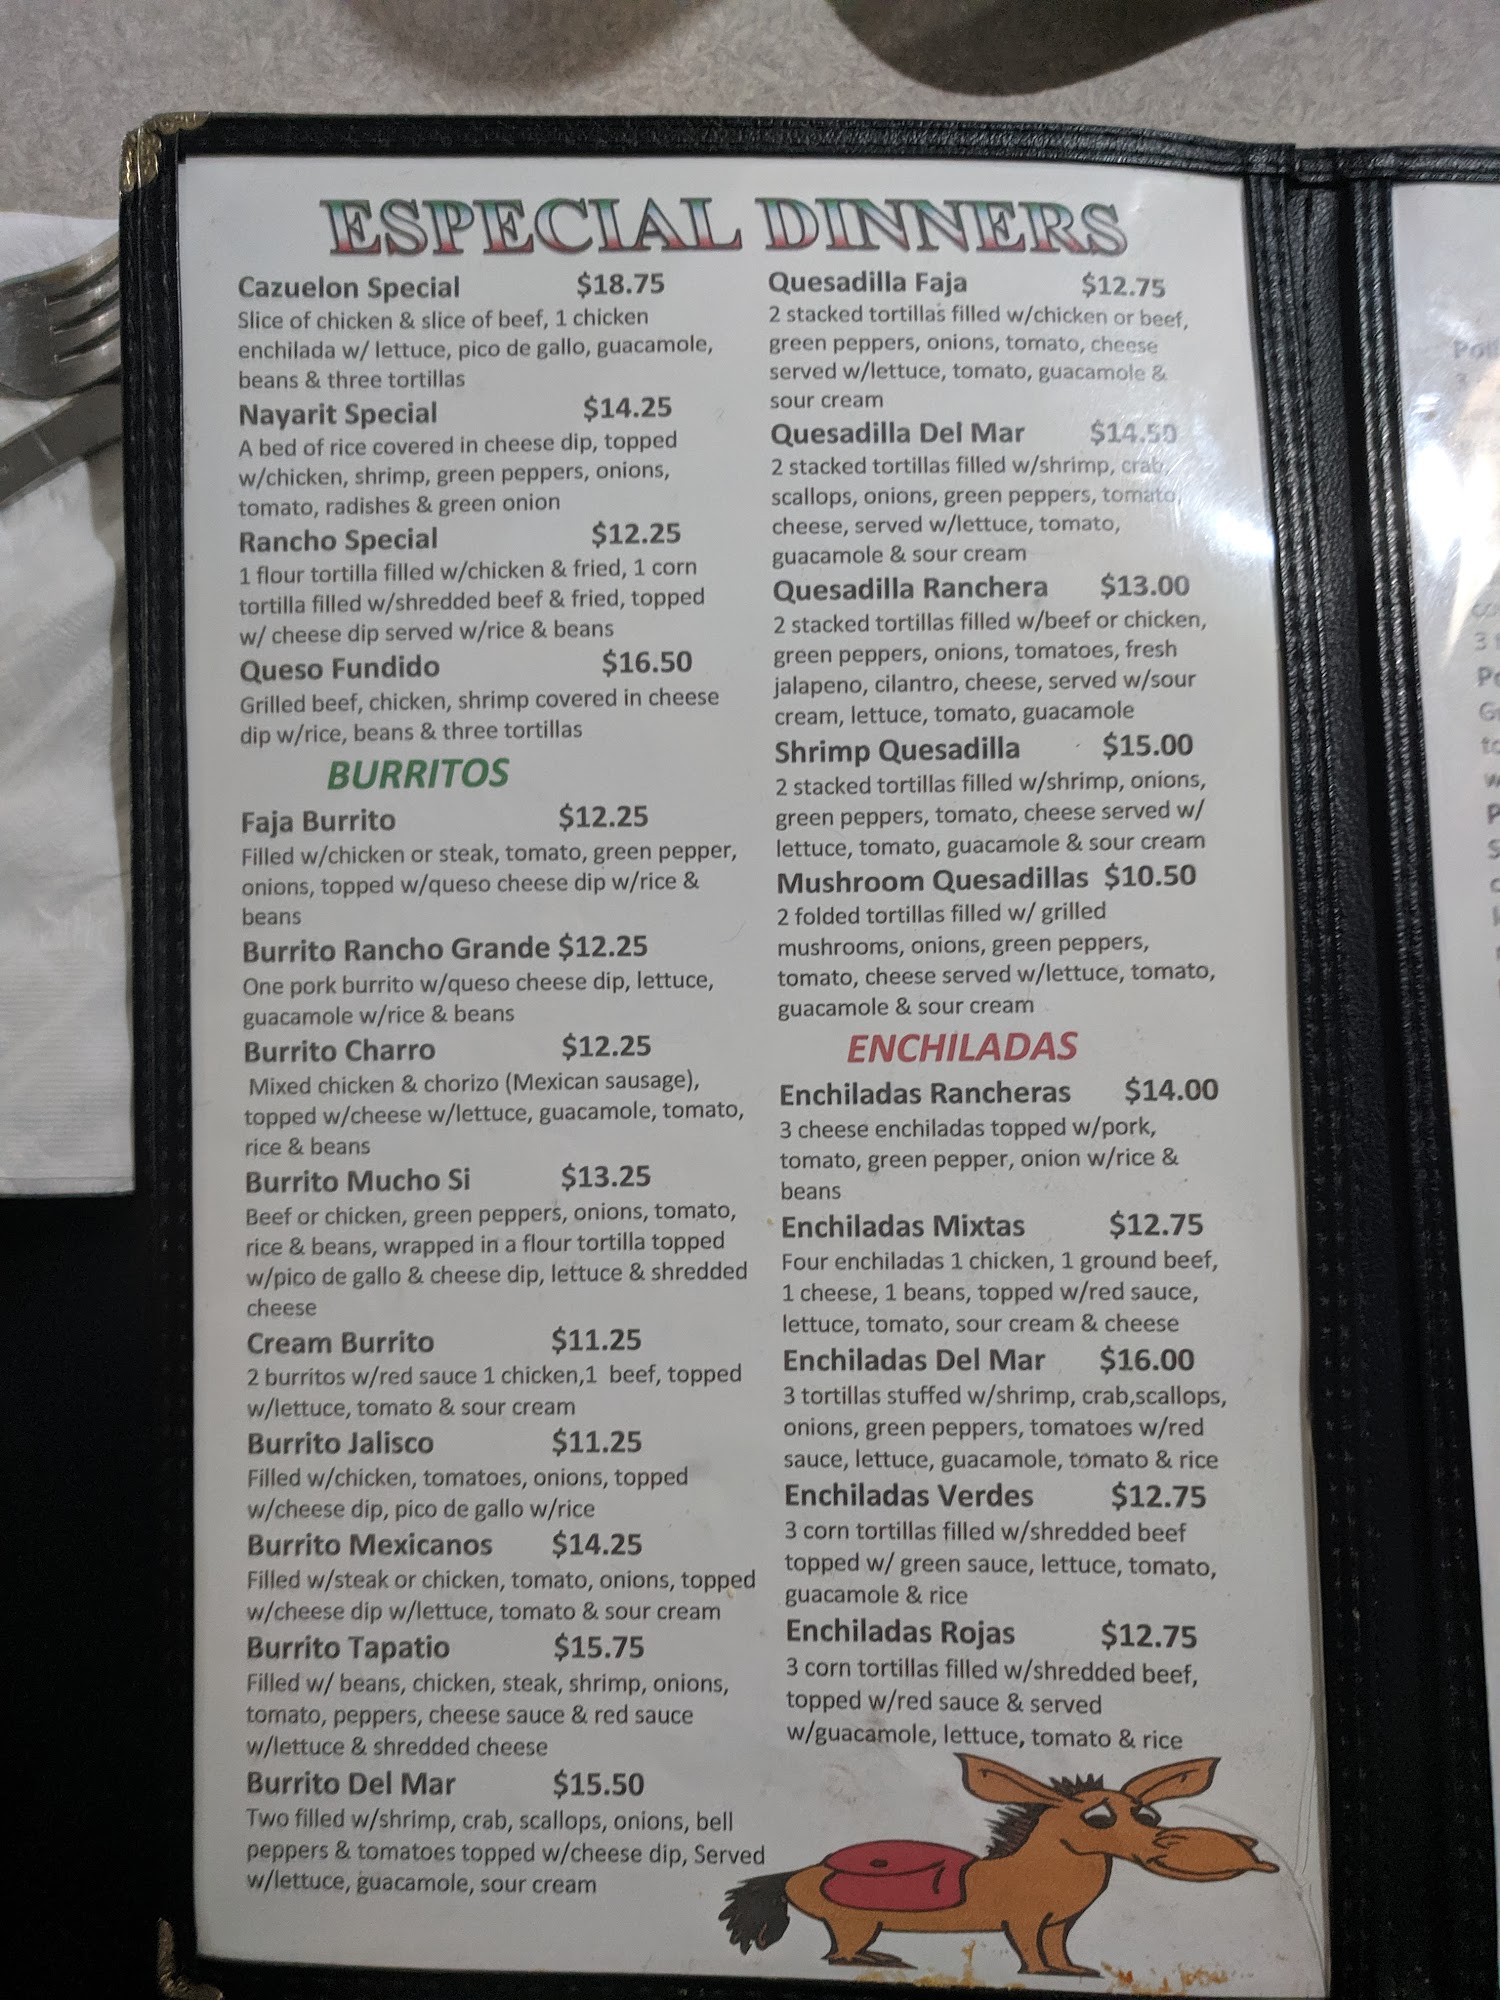 ESPECIAL DINNERS
Cazuelon Special $18.75
Slice of chicken & slice of beef, 1 chicken
enchilada w/ lettuce, pico de gallo, guacamole,
beans & three tortillas
Nayarit Special $14.25
A bed of rice covered in cheese dip, topped
w/chicken, shrimp, green peppers, onions,
tomato, radishes & green onion
Rancho Special $12.25
1 flour tortilla filled w/chicken & fried, 1 corn
tortilla filled w/shredded beef & fried, topped
w/ cheese dip served w/rice & beans
Queso Fundido $16.50
Grilled beef, chicken, shrimp covered in cheese
dip w/rice, beans & three tortillas
BURRITOS
Faja Burrito $12.25
Filled w/chicken or steak, tomato, green pepper,
onions, topped w/queso cheese dip w/rice &
beans
Burrito Rancho Grande $12.25
One pork burrito w/queso cheese dip, lettuce,
guacamole w/rice & beans
Burrito Charro $12.25
Mixed chicken & chorizo (Mexican sausage),
topped w/cheese w/lettuce, guacamole, tomato,
rice & beans
Burrito Mucho Si $13.25
Beef or chicken, green peppers, onions, tomato,
rice & beans, wrapped in a flour tortilla topped
w/pico de gallo & cheese dip, lettuce & shredded
cheese
Cream Burrito $11.25
2 burritos w/red sauce 1 chicken,1 beef, topped
w/lettuce, tomato & sour cream
Burrito Jalisco $11.25
Filled w/chicken, tomatoes, onions, topped
w/cheese dip, pico de gallo w/rice
Burrito Mexicanos $14.25
Filled w/steak or chicken, tomato, onions, topped
w/cheese dip w/lettuce, tomato & sour cream
Burrito Tapatio $15.75
Filled w/ beans, chicken, steak, shrimp, onions,
tomato, peppers, cheese sauce & red sauce
w/lettuce & shredded cheese
Burrito Del Mar $15.50
Two filled w/shrimp, crab, scallops, onions, bell
peppers & tomatoes topped w/cheese dip, Served
w/lettuce, guacamole, sour cream
Quesadilla Faja $12.75
2 stacked tortillas filled w/chicken or beef,
green peppers, onions, tomato, cheese
served w/lettuce, tomato, guacamole &
sour cream
Quesadilla Del Mar $14.50
2 stacked tortillas filled w/shrimp, crab,
scallops, onions, green peppers, tomato,
cheese, served w/lettuce, tomato,
guacamole & sour cream
Quesadilla Ranchera $13.00
2 stacked tortillas filled w/beef or chicken,
green peppers, onions, tomatoes, fresh
jalapeno, cilantro, cheese, served w/sour
cream, lettuce, tomato, guacamole
Shrimp Quesadilla $15.00
2 stacked tortillas filled w/shrimp, onions,
green peppers, tomato, cheese served w/
lettuce, tomato, guacamole & sour cream
Mushroom Quesadillas $10.50
2 folded tortillas filled w/ grilled
mushrooms, onions, green peppers,
tomato, cheese served w/lettuce, tomato,
guacamole & sour cream
ENCHILADAS
Enchiladas Rancheras $14.00
3 cheese enchiladas topped w/pork,
tomato, green pepper, onion w/rice &
beans
Enchiladas Mixtas $12.75
Four enchiladas 1 chicken, 1 ground beef,
1 cheese, 1 beans, topped w/red sauce,
lettuce, tomato, sour cream & cheese
Enchiladas Del Mar $16.00
3 tortillas stuffed w/shrimp, crab,scallops,
onions, green peppers, tomatoes w/red
sauce, lettuce, guacamole, tomato & rice
Enchiladas Verdes $12.75
3 corn tortillas filled w/shredded beef
topped w/ green sauce, lettuce, tomato,
guacamole & rice
Enchiladas Rojas $12.75
3 corn tortillas filled w/shredded beef,
topped w/red sauce & served
w/guacamole, lettuce, tomato & rice